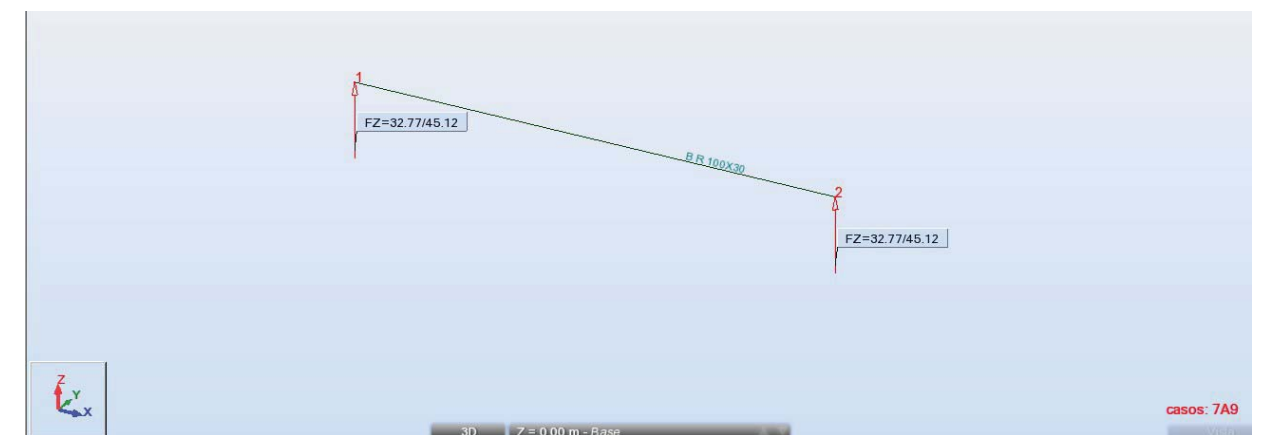 1
FZ=32.77/45.12
B R 100X30
2
FZ=32.77/45.12
Z
Y
X
casos: 7A9
3D
Z = 0.00 m - Base
Vista